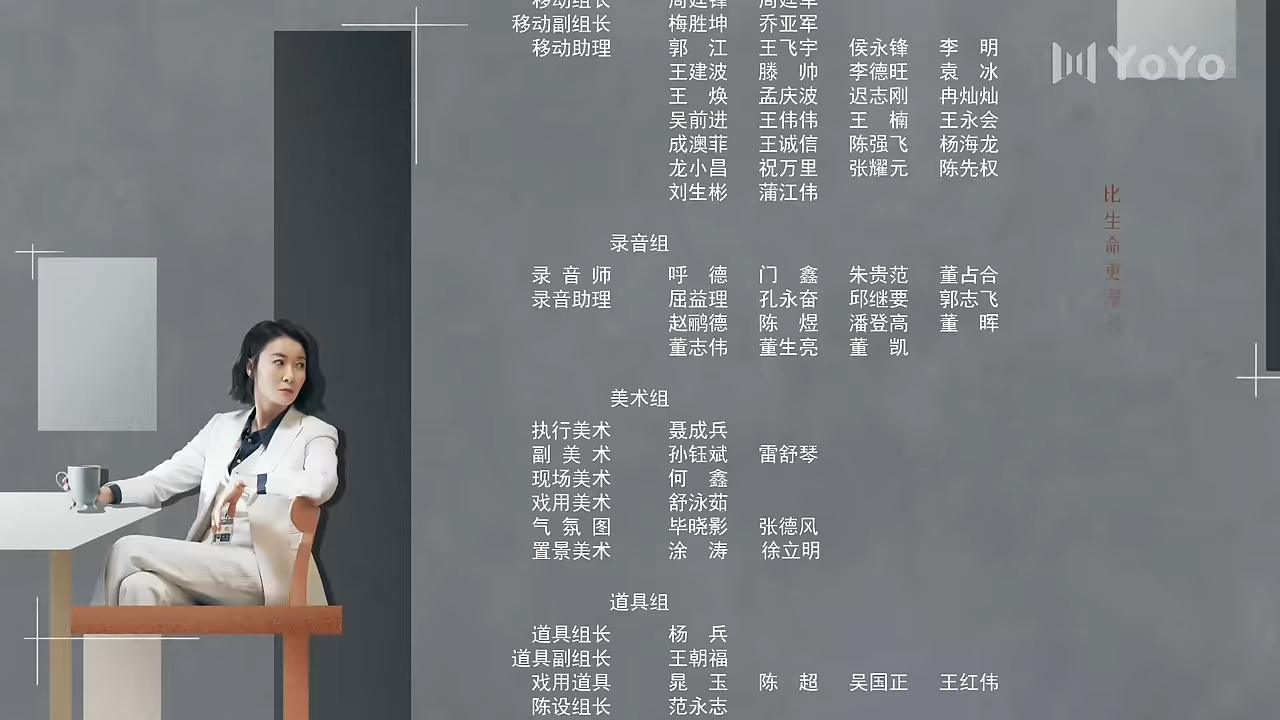 移动副组长 梅胜坤 乔亚军
移动助理 郭 江 王飞宇 侯永锋 李 明
王建波 滕 帅 李德旺 袁 冰
王 焕 孟庆波 迟志刚 冉灿灿
吴前进 王伟伟 王 楠 王永会
成澳菲 王诚信 陈强飞 杨海龙
龙小昌 祝万里 张耀元 陈先权
刘生彬 蒲江伟
录音组
录 音 师 呼 德 门 鑫 朱贵范 董占合
录音助理 屈益理 孔永奋 邱继要 郭志飞
赵鹂德 陈 煜 潘登高 董 晖
董志伟 董生亮 董 凯
美术组
执行美术 聂成兵
副 美 术 孙钰斌 雷舒琴
现场美术 何 鑫
戏用美术 舒泳茹
气 氛 图 毕晓影 张德风
置景美术 涂 涛 徐立明
道具组
道具组长 杨 兵
道具副组长 王朝福
戏用道具 晁 玉 陈 超 吴国正 王红伟
陈设组长 范永志
YoYo
比生命更漫长